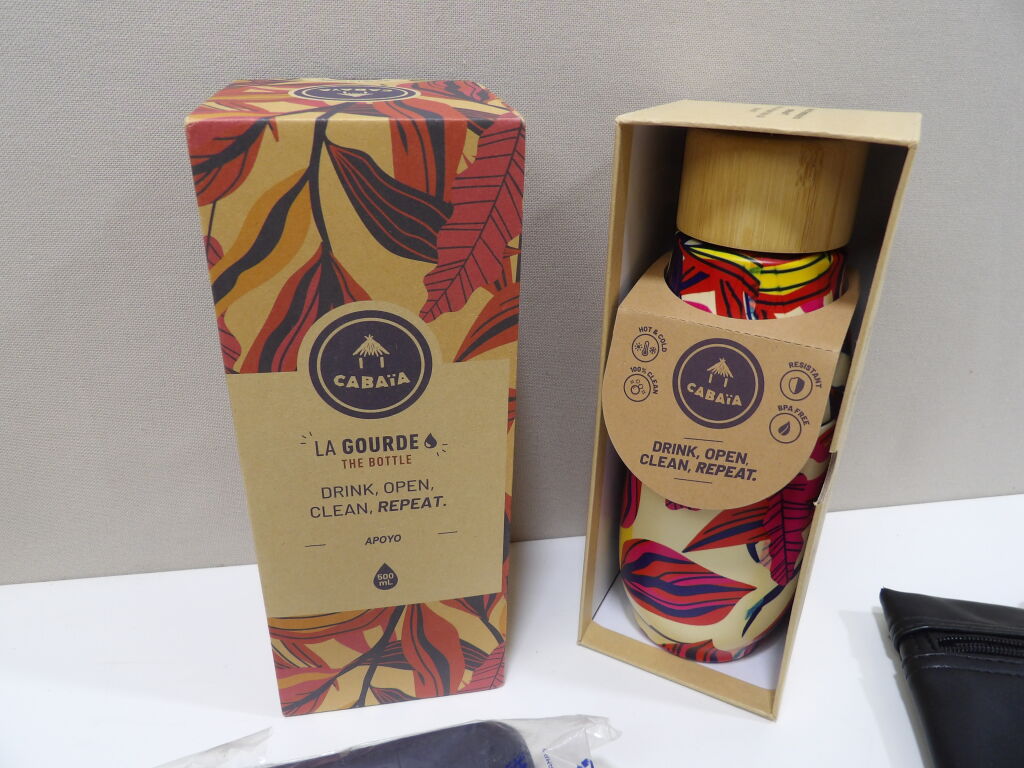 CABAïA
CABAïA
LA GOURDE
THE BOTTLE
DRINK, OPEN,
CLEAN, REPEAT.
APOYO
500
mL
HOT & COLD
100% CLEAN
CABAïA
RESISTANT
BPA FREE
DRINK, OPEN,
CLEAN, REPEAT.